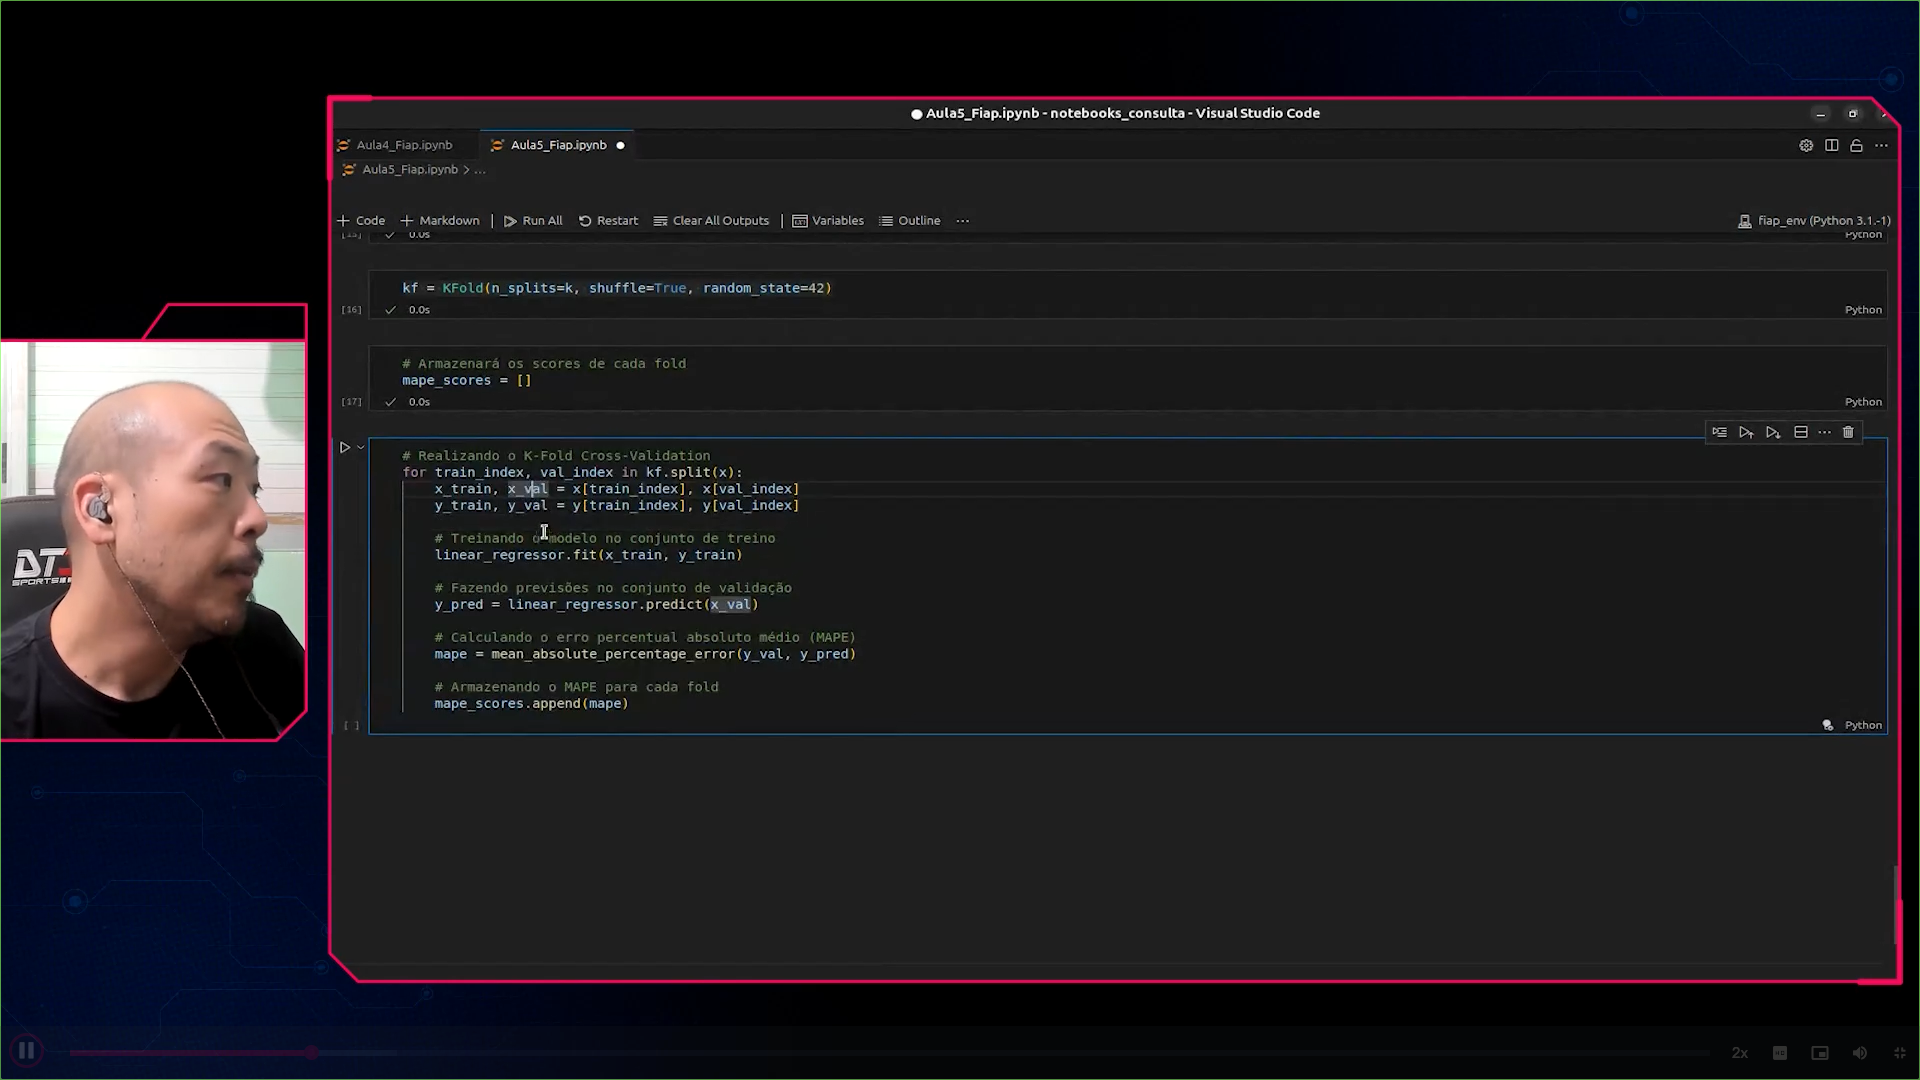 Aula5_Fiap.ipynb - notebooks_consulta - Visual Studio Code
Aula4_Fiap.ipynb
Aula5_Fiap.ipynb
Aula5_Fiap.ipynb > ...
Code
Markdown
Run All
Restart
Clear All Outputs
Variables
Outline
fiap_env (Python 3.1.-1)
[15]
0.0s
Python
kf = KFold(n_splits=k, shuffle=True, random_state=42)
[16]
0.0s
Python
# Armazenará os scores de cada fold
mape_scores = []
[17]
0.0s
Python
# Realizando o K-Fold Cross-Validation
for train_index, val_index in kf.split(x):
x_train, x_val = x[train_index], x[val_index]
y_train, y_val = y[train_index], y[val_index]
# Treinando o modelo no conjunto de treino
linear_regressor.fit(x_train, y_train)
# Fazendo previsões no conjunto de validação
y_pred = linear_regressor.predict(x_val)
# Calculando o erro percentual absoluto médio (MAPE)
mape = mean_absolute_percentage_error(y_val, y_pred)
# Armazenando o MAPE para cada fold
mape_scores.append(mape)
[ ]
Python
SPORTS
2x